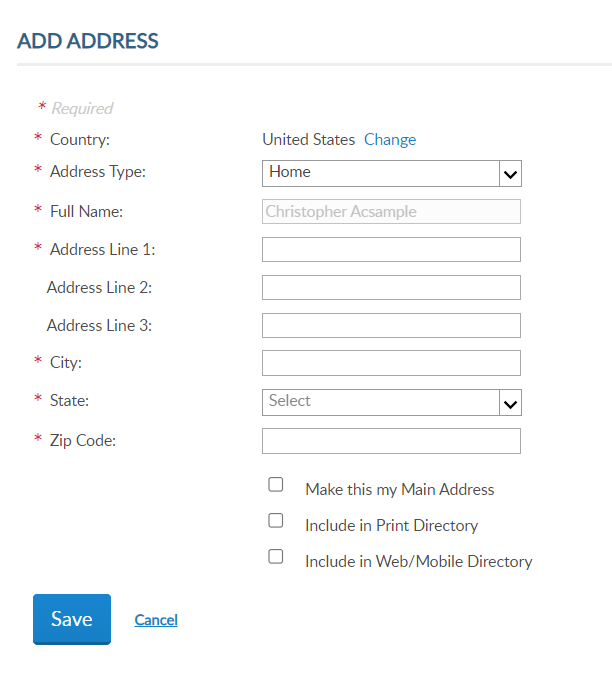 ADD ADDRESS
* Required
* Country: United States Change
* Address Type: Home
* Full Name: Christopher Acsample
* Address Line 1:
Address Line 2:
Address Line 3:
* City:
* State: Select
* Zip Code:
Make this my Main Address
Include in Print Directory
Include in Web/Mobile Directory
Save Cancel